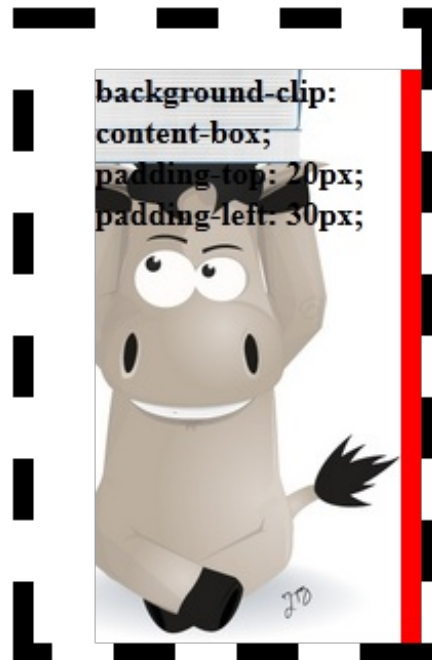 background-clip:
content-box;
padding-top: 20px;
padding-left: 30px;